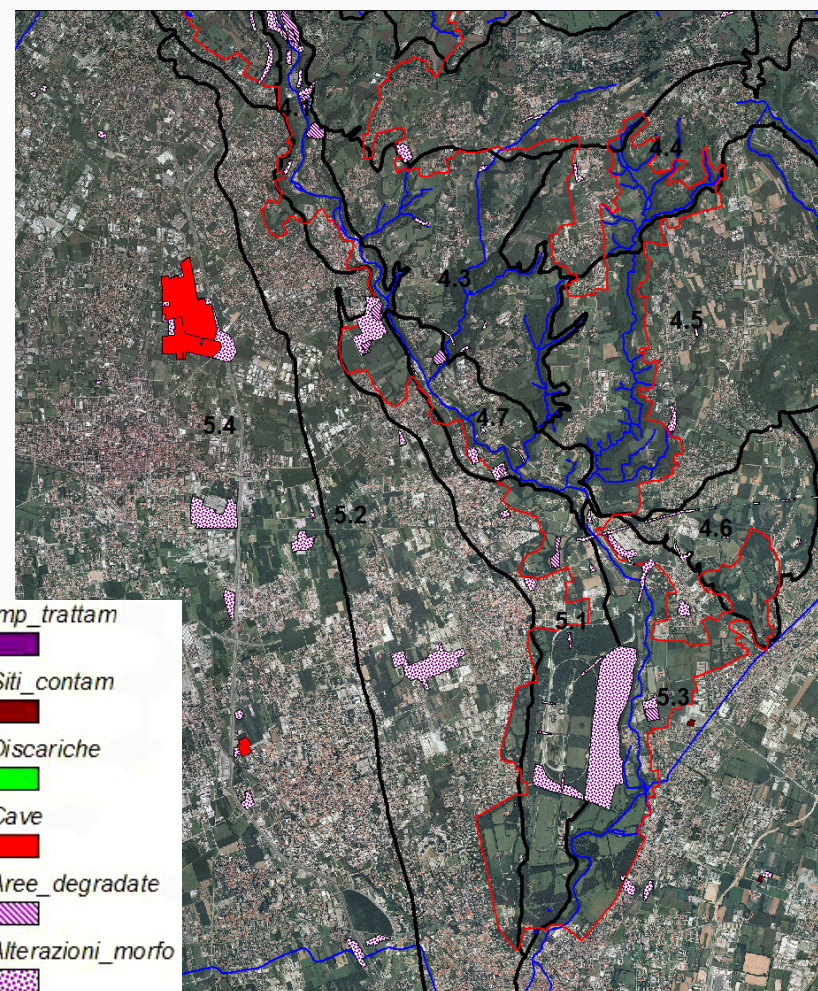 4.4
4.3
4.5
4.7
5.4
5.2
4.6
5.1
5.3
mp_trattam
Siti_contam
Discariche
Cave
Aree_degradate
Alterazioni_morfo